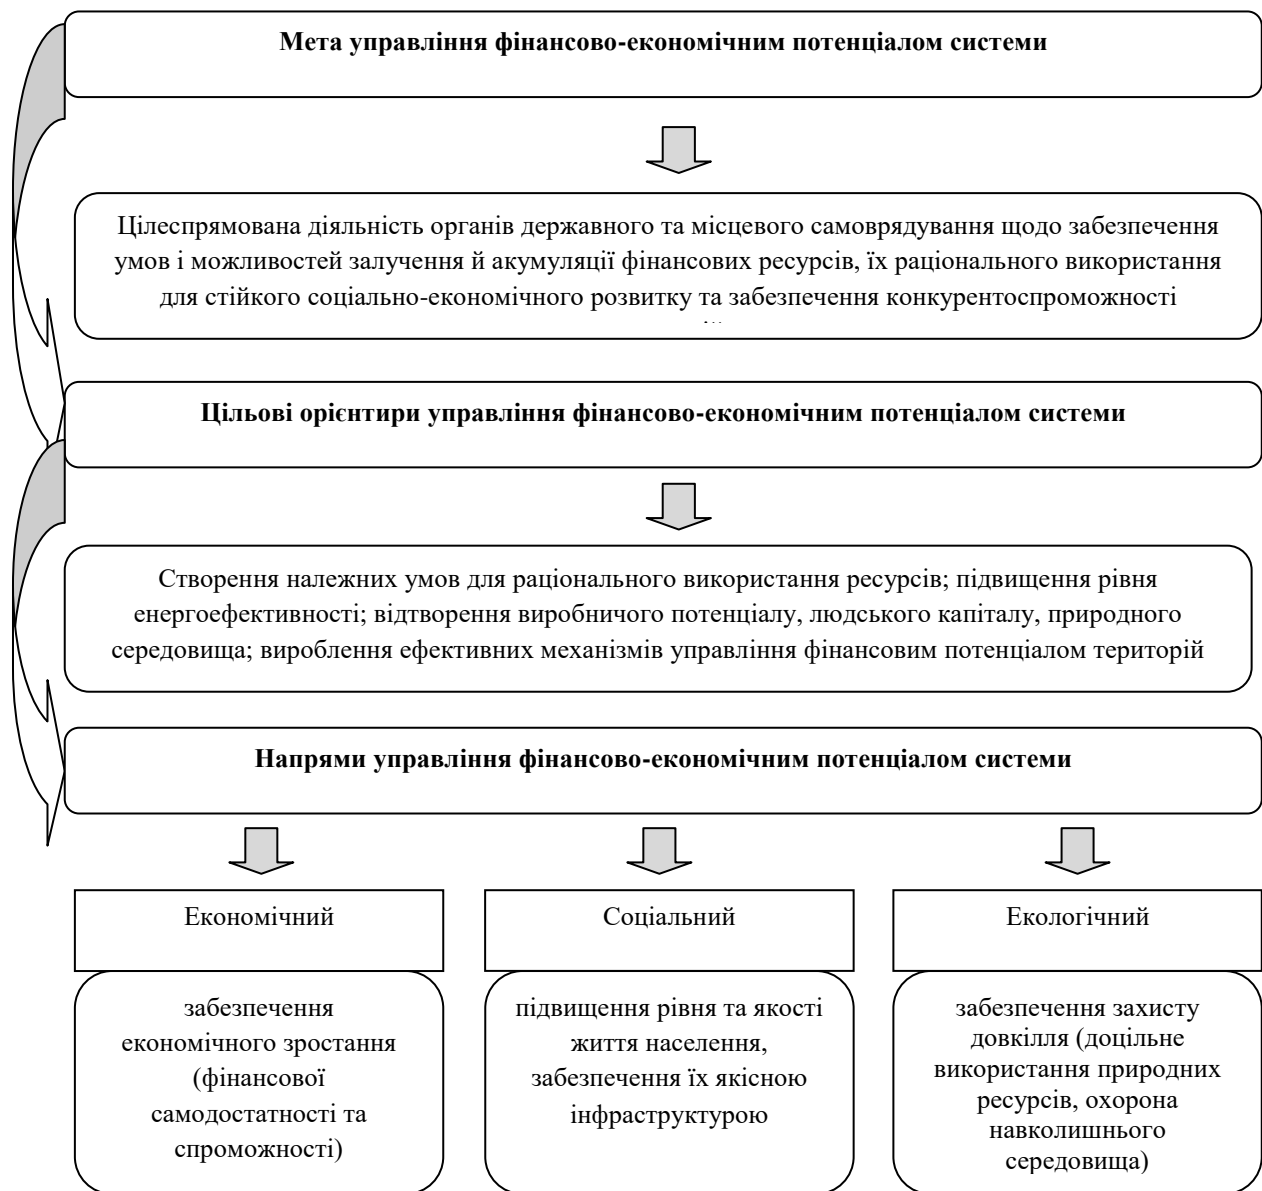 Мета управління фінансово-економічним потенціалом системи
Цілеспрямована діяльність органів державного та місцевого самоврядування щодо забезпечення
умов і можливостей залучення й акумуляції фінансових ресурсів, їх раціонального використання
для стійкого соціально-економічного розвитку та забезпечення конкурентоспроможності
Цільові орієнтири управління фінансово-економічним потенціалом системи
Створення належних умов для раціонального використання ресурсів; підвищення рівня
енергоефективності; відтворення виробничого потенціалу, людського капіталу, природного
середовища; вироблення ефективних механізмів управління фінансовим потенціалом територій
Напрями управління фінансово-економічним потенціалом системи
Економічний
забезпечення
економічного зростання
(фінансової
самодостатності та
спроможності)
Соціальний
підвищення рівня та якості
життя населення,
забезпечення їх якісною
інфраструктурою
Екологічний
забезпечення захисту
довкілля (доцільне
використання природних
ресурсів, охорона
навколишнього
середовища)